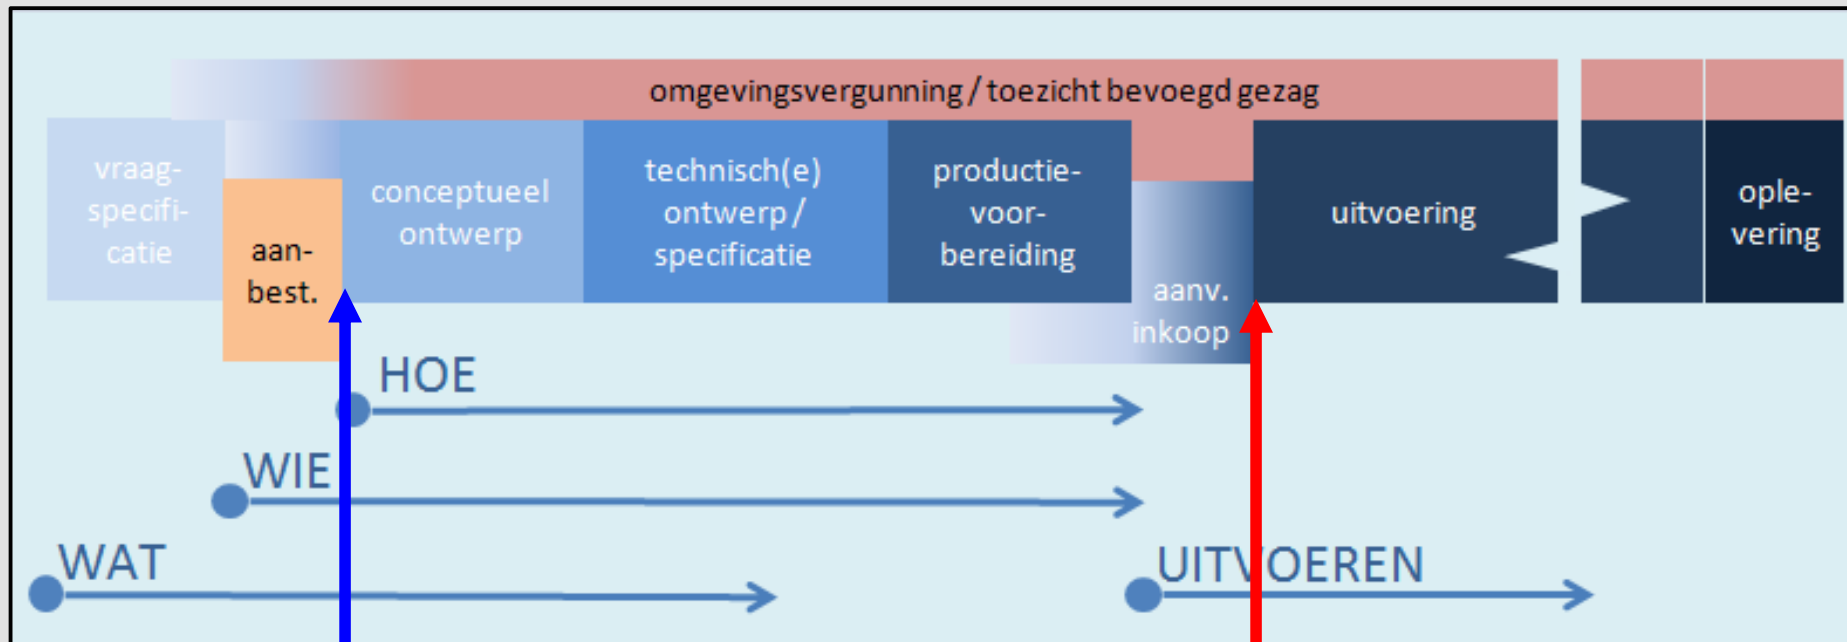 omgevingsvergunning / toezicht bevoegd gezag
vraag-
specifi-
catie
aan-
best.
conceptueel
ontwerp
technisch(e)
ontwerp /
specificatie
productie-
voor-
bereiding
aanv.
inkoop
uitvoering
ople-
vering
HOE
WIE
WAT
UITVOEREN